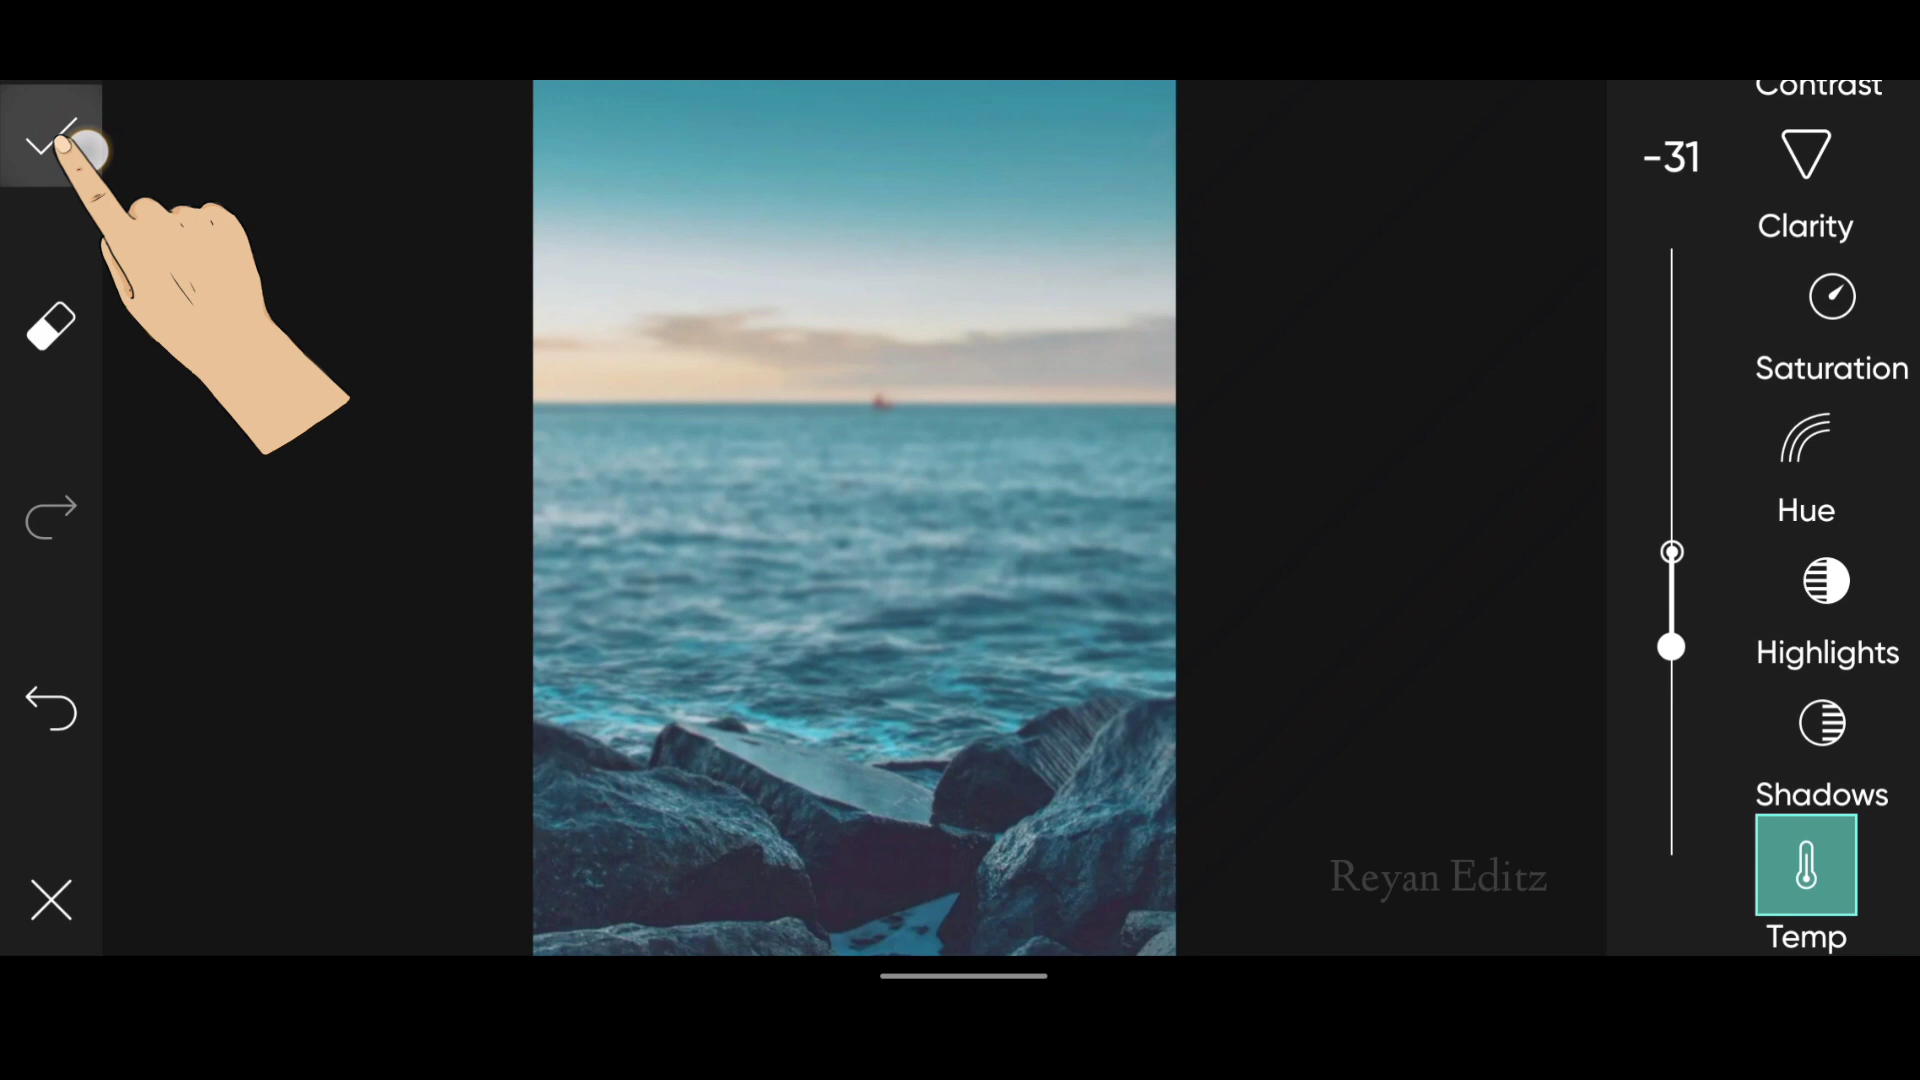 Contrast
-31
Clarity
Saturation
Hue
Highlights
Shadows
Temp
Reyan Editz